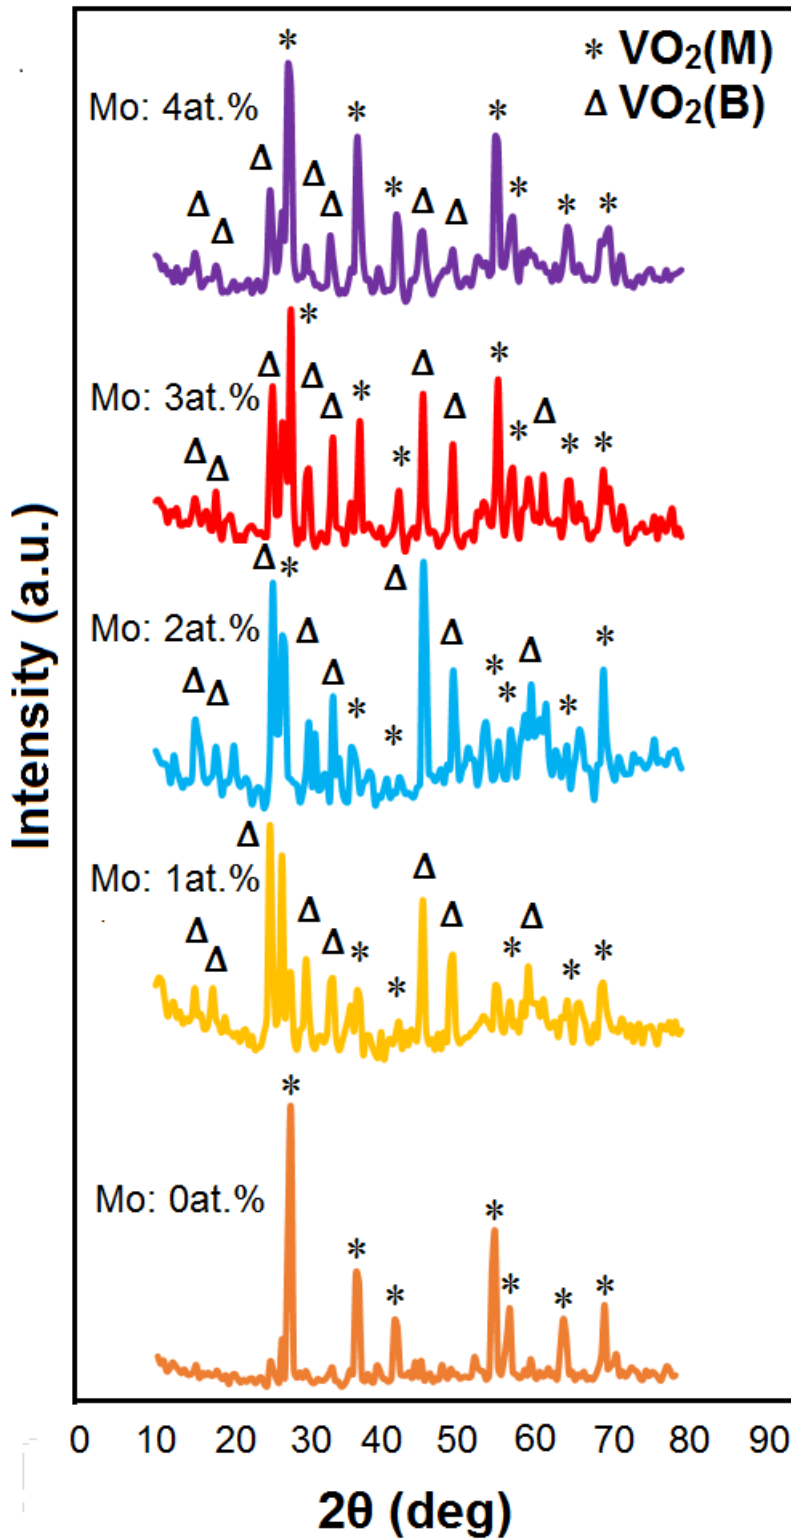 * VO₂(M)
Δ VO₂(B)
Mo: 4at.%
Mo: 3at.%
Mo: 2at.%
Mo: 1at.%
Mo: 0at.%
Intensity (a.u.)
0 10 20 30 40 50 60 70 80 90
2θ (deg)